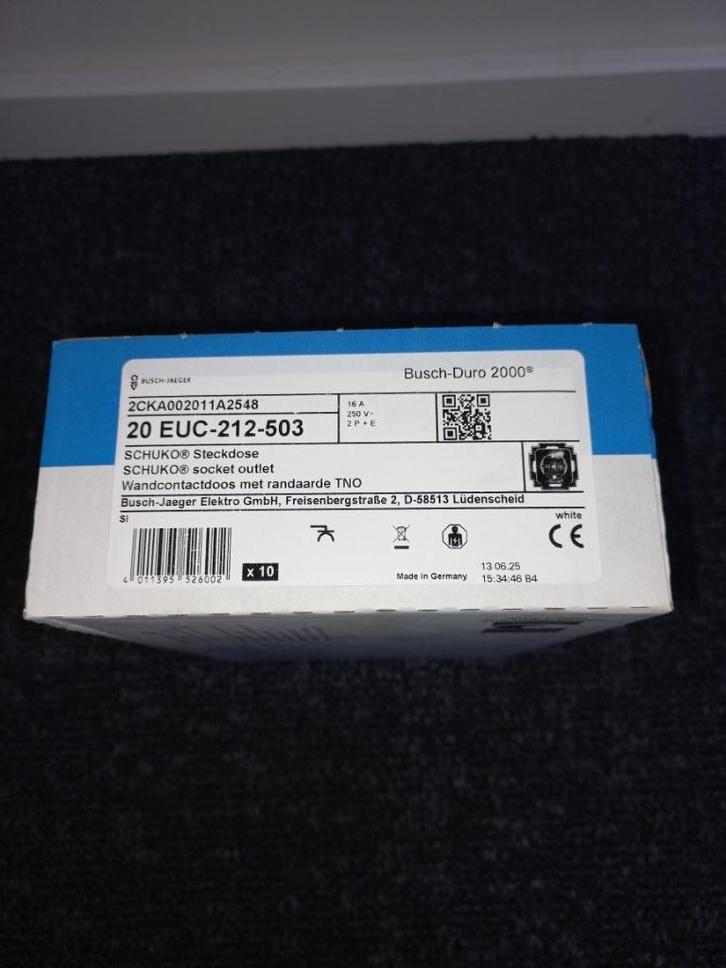 BUSCH-JAEGER
Busch-Duro 2000®
2CKA002011A2548
20 EUC-212-503
16 A
250 V~
2 P + E
SCHUKO® Steckdose
SCHUKO® socket outlet
Wandcontactdoos met randaarde TNO
Busch-Jaeger Elektro GmbH, Freisenbergstraße 2, D-58513 Lüdenscheid
SI
white
4 011395 526002
x 10
CE
Made in Germany
13.06.25
15:34:46 B4